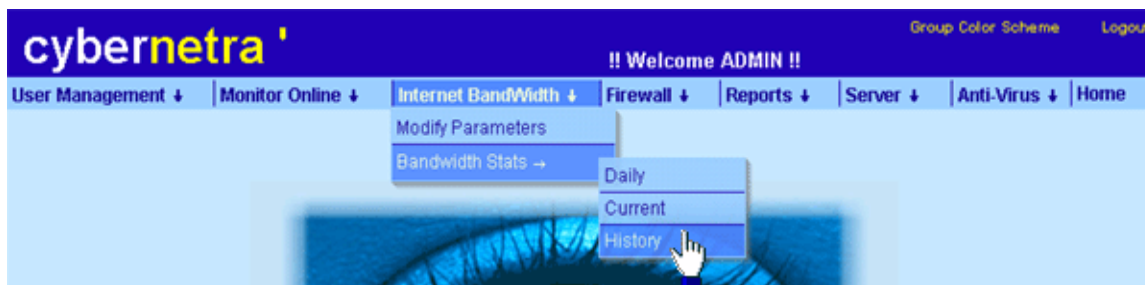 Group Color Scheme Logou
cybernetra '
!! Welcome ADMIN !!
User Management ↓ Monitor Online ↓ Internet BandWidth ↓ Firewall ↓ Reports ↓ Server ↓ Anti-Virus ↓ Home
Modify Parameters
Bandwidth Stats →
Daily
Current
History